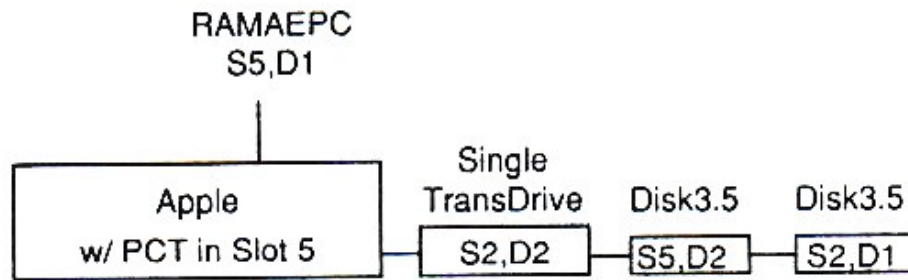 RAMAEPC
S5,D1
Apple
w/ PCT in Slot 5
Single
TransDrive
S2,D2
Disk3.5
S5,D2
Disk3.5
S2,D1